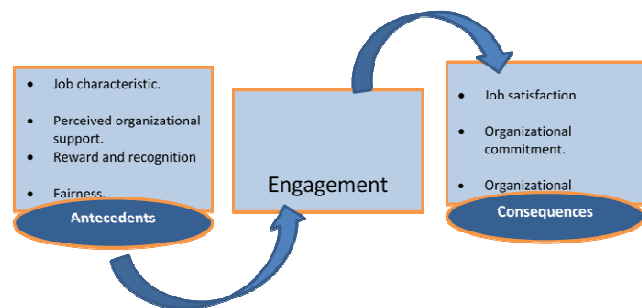 • Job characteristic.
• Perceived organizational
support.
• Reward and recognition
• Fairness.
Antecedents
Engagement
• Job satisfaction
• Organizational
commitment.
• Organizational
Consequences